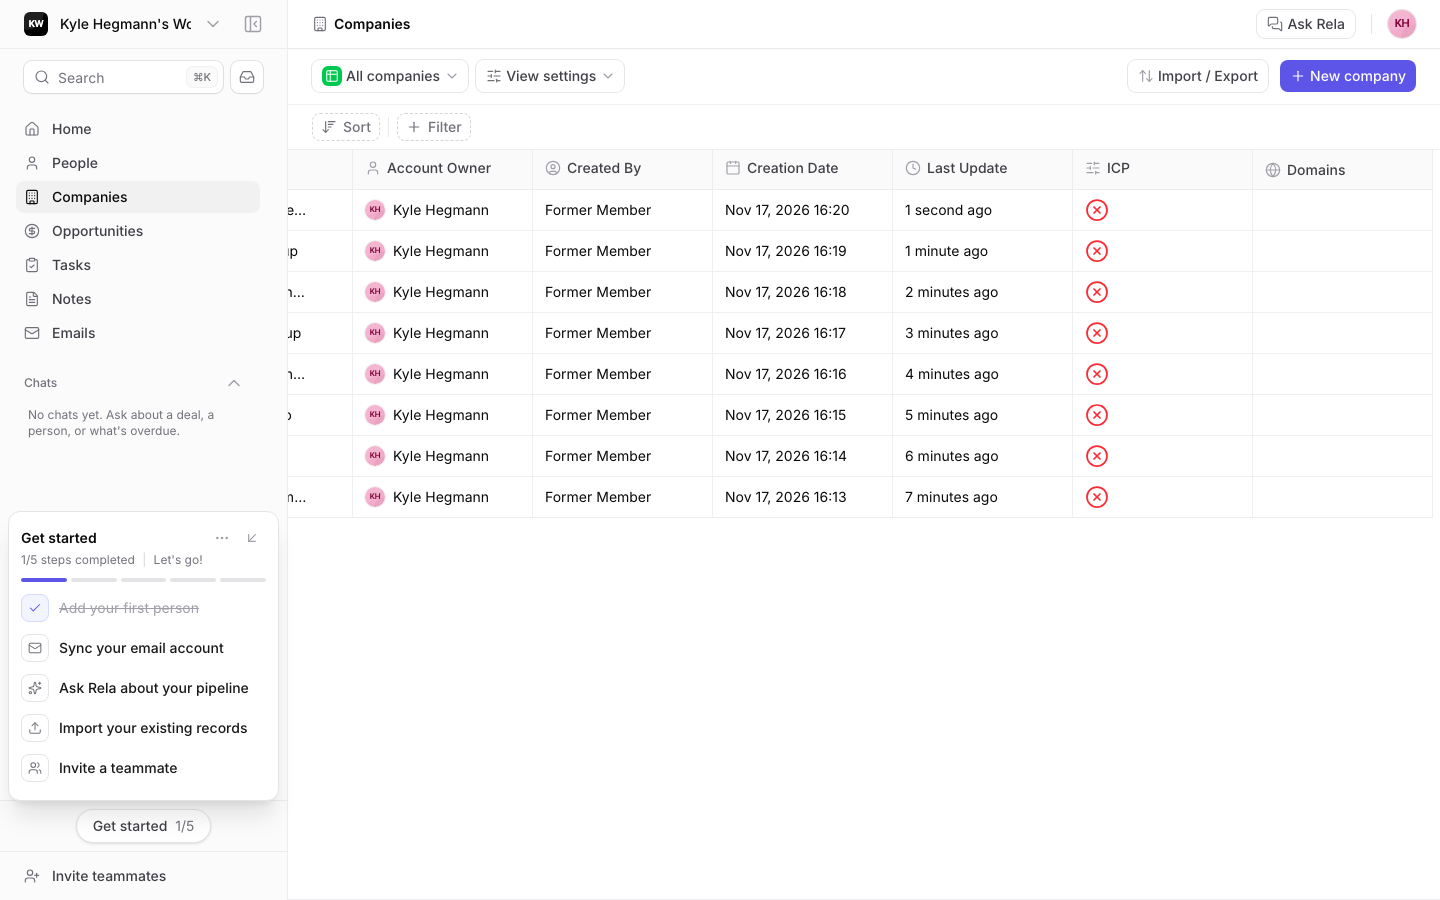 KW Kyle Hegmann's Wo
Companies
Ask Rela
KH
Search ⌘K
All companies
View settings
Import / Export
New company
Sort
Filter
Home
People
Companies
Opportunities
Tasks
Notes
Emails
Chats
No chats yet. Ask about a deal, a
person, or what's overdue.
Account Owner Created By Creation Date Last Update ICP Domains
e... KH Kyle Hegmann Former Member Nov 17, 2026 16:20 1 second ago
up KH Kyle Hegmann Former Member Nov 17, 2026 16:19 1 minute ago
n... KH Kyle Hegmann Former Member Nov 17, 2026 16:18 2 minutes ago
up KH Kyle Hegmann Former Member Nov 17, 2026 16:17 3 minutes ago
n... KH Kyle Hegmann Former Member Nov 17, 2026 16:16 4 minutes ago
KH Kyle Hegmann Former Member Nov 17, 2026 16:15 5 minutes ago
KH Kyle Hegmann Former Member Nov 17, 2026 16:14 6 minutes ago
KH Kyle Hegmann Former Member Nov 17, 2026 16:13 7 minutes ago
Get started
1/5 steps completed Let's go!
Add your first person
Sync your email account
Ask Rela about your pipeline
Import your existing records
Invite a teammate
Get started 1/5
Invite teammates